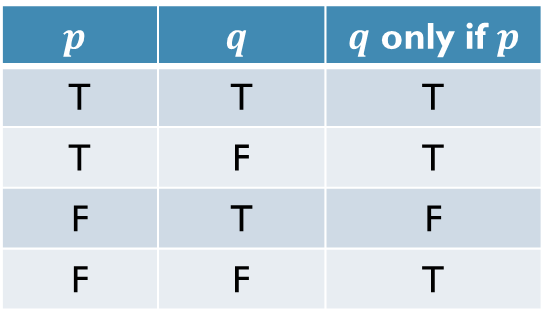 p q q only if p
T T T
T F T
F T F
F F T